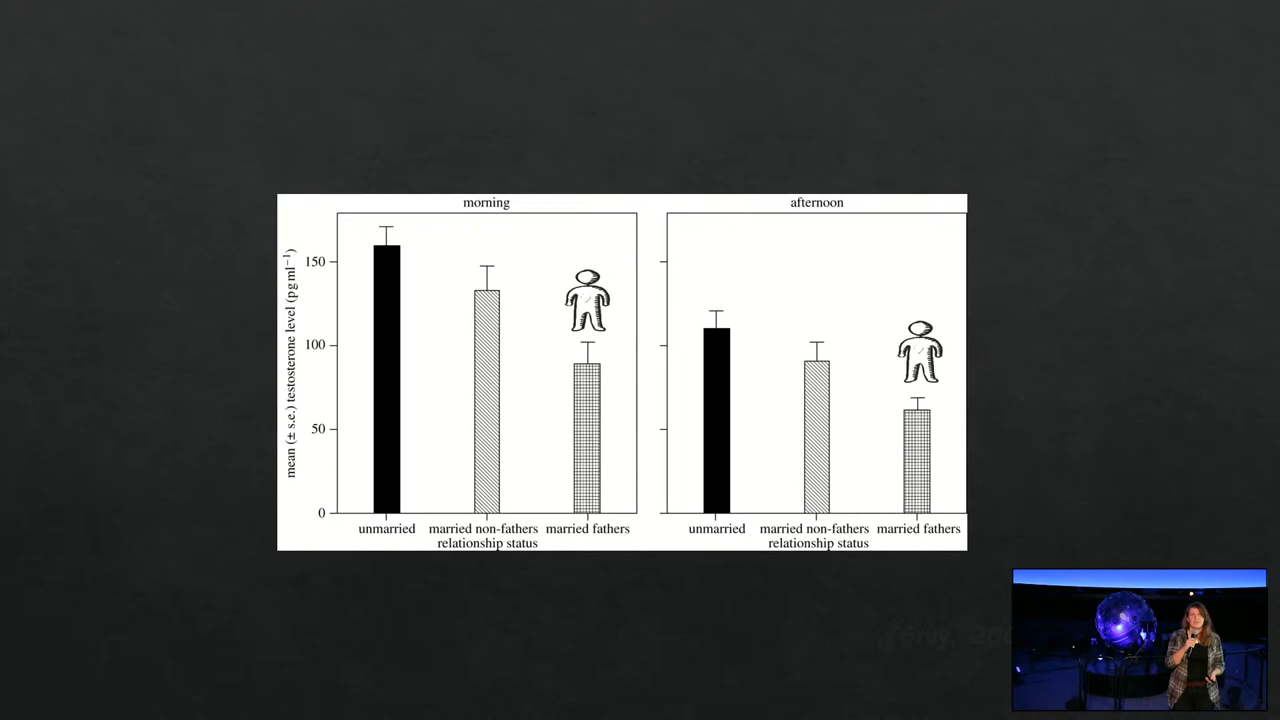 morning
afternoon
mean (± s.e.) testosterone level (pg ml⁻¹)
150
100
50
0
unmarried married non-fathers married fathers
relationship status
unmarried married non-fathers married fathers
relationship status